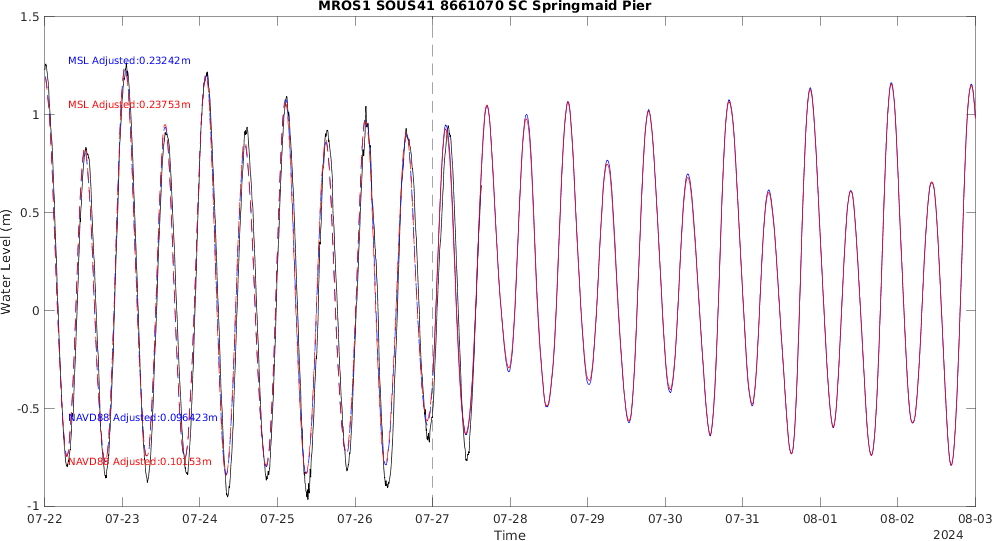 MROS1 SOUS41 8661070 SC Springmaid Pier
1.5
MSL Adjusted:0.23242m
MSL Adjusted:0.23753m
1
0.5
Water Level (m)
0
-0.5
NAVD88 Adjusted:0.096423m
NAVD88 Adjusted:0.10153m
-1
07-22 07-23 07-24 07-25 07-26 07-27 07-28 07-29 07-30 07-31 08-01 08-02 08-03
Time
2024